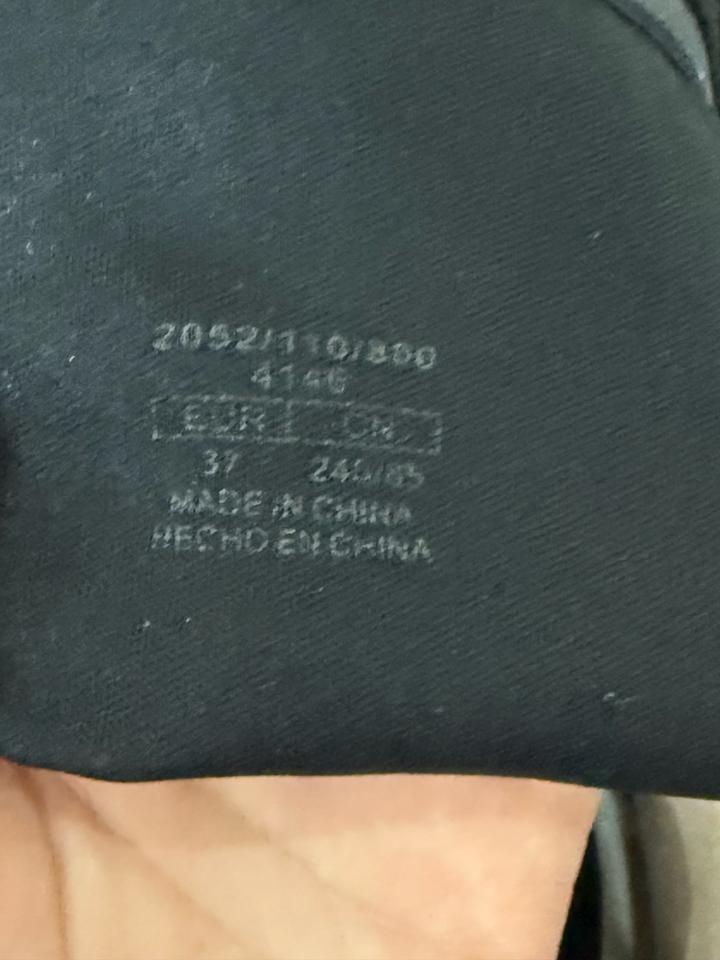 2052/110/800
4146
EUR CN
37 240/85
MADE IN CHINA
HECHO EN CHINA